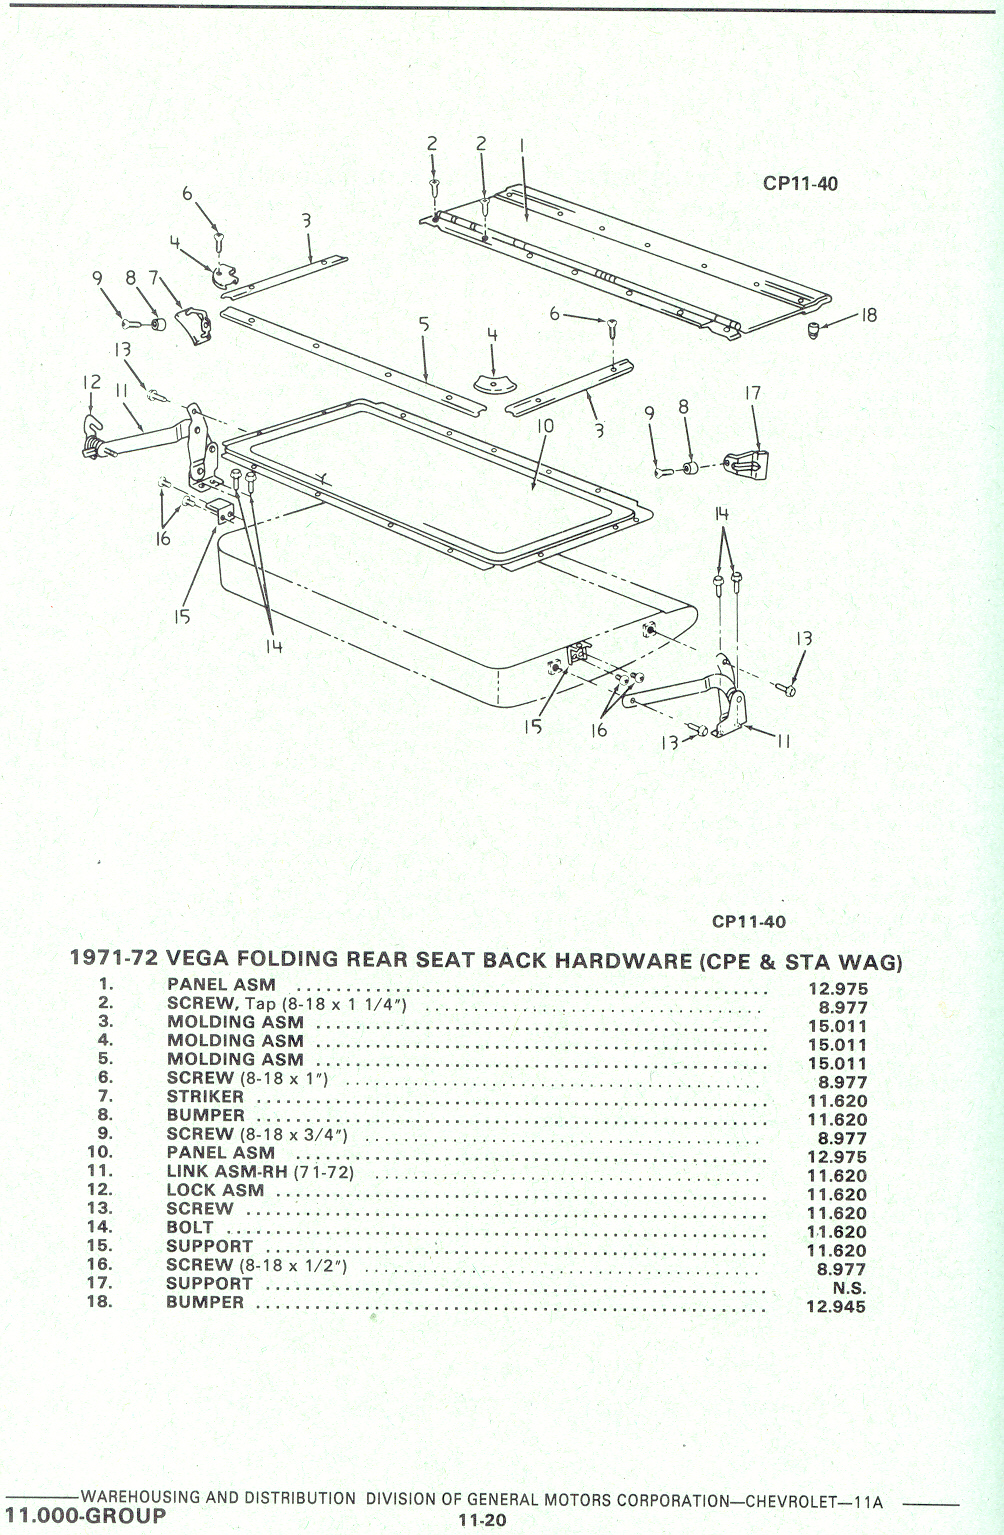 2 2 1
CP11-40
6
3
4
9 8 7
18
6
5 4
13
12 11
17
8
9
3
10
14
16
15
14
13
15 16
13 11
CP11-40
1971-72 VEGA FOLDING REAR SEAT BACK HARDWARE (CPE & STA WAG)
1. PANEL ASM ........ 12.975
2. SCREW, Tap (8-18 x 1 1/4") ........ 8.977
3. MOLDING ASM ........ 15.011
4. MOLDING ASM ........ 15.011
5. MOLDING ASM ........ 15.011
6. SCREW (8-18 x 1") ........ 8.977
7. STRIKER ........ 11.620
8. BUMPER ........ 11.620
9. SCREW (8-18 x 3/4") ........ 8.977
10. PANEL ASM ........ 12.975
11. LINK ASM-RH (71-72) ........ 11.620
12. LOCK ASM ........ 11.620
13. SCREW ........ 11.620
14. BOLT ........ 11.620
15. SUPPORT ........ 11.620
16. SCREW (8-18 x 1/2") ........ 8.977
17. SUPPORT ........ N.S.
18. BUMPER ........ 12.945
WAREHOUSING AND DISTRIBUTION DIVISION OF GENERAL MOTORS CORPORATION—CHEVROLET—11A
11.000-GROUP 11-20